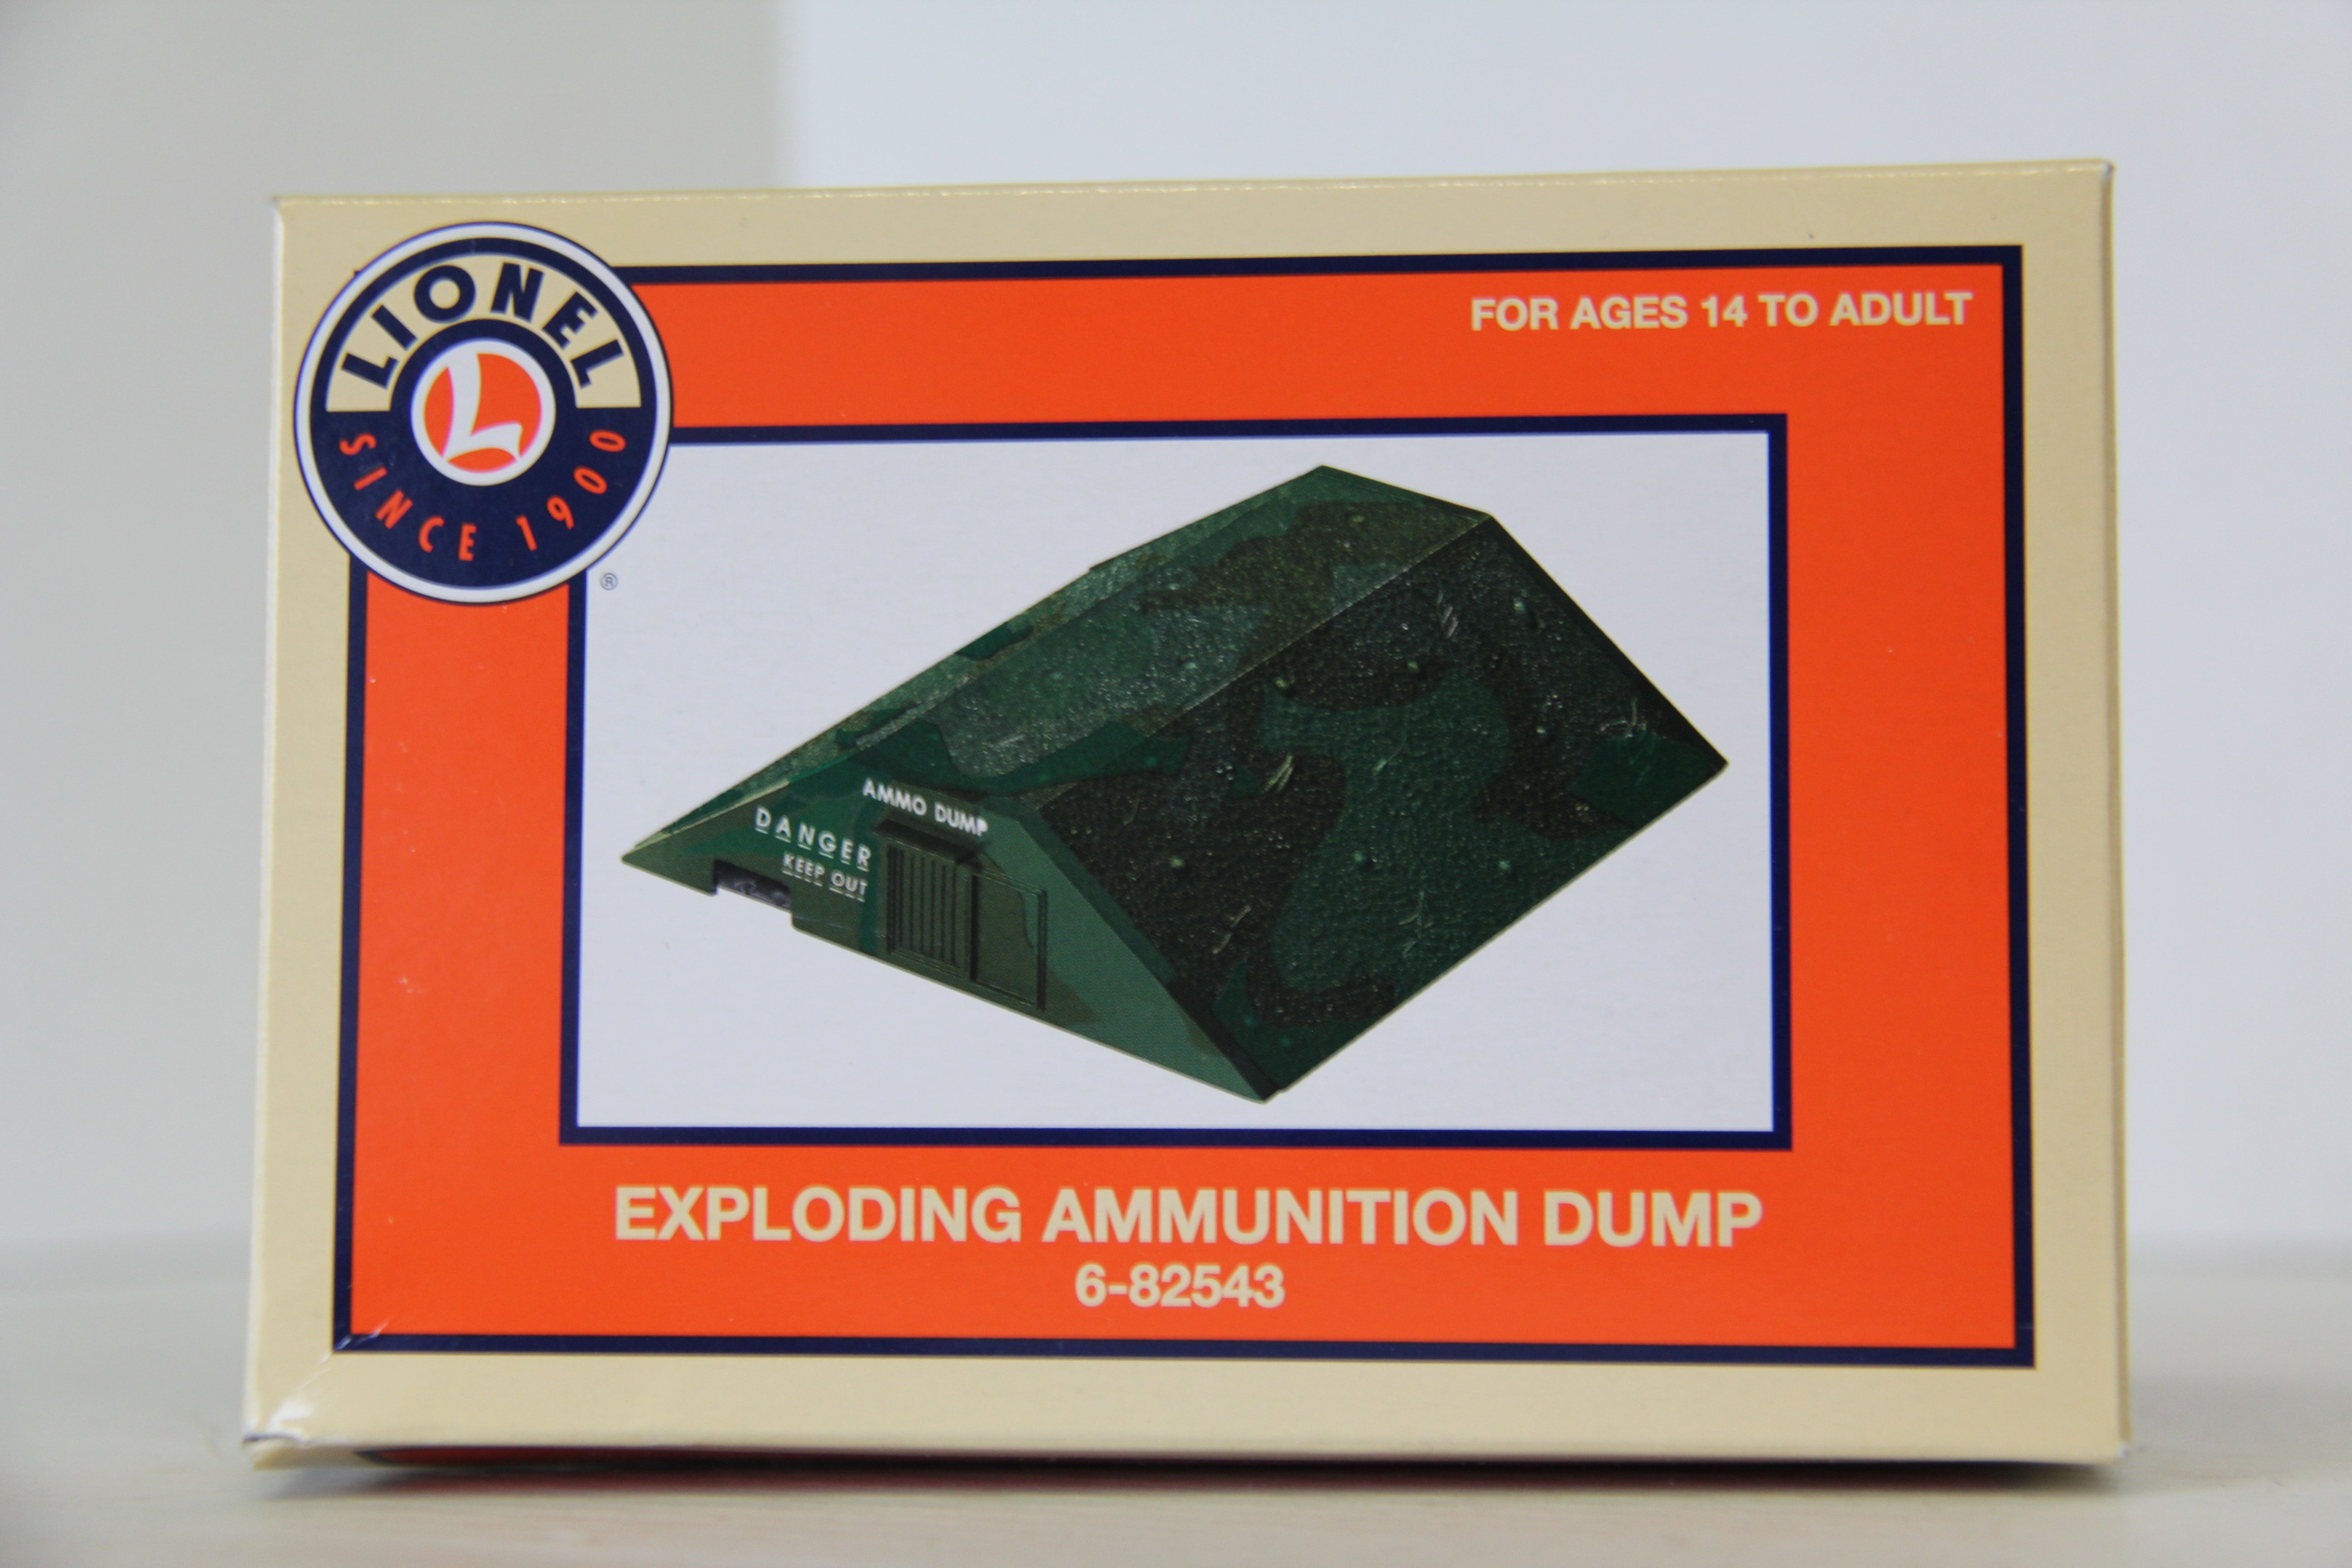 LIONEL
L
SINCE 1900
®
FOR AGES 14 TO ADULT
AMMO DUMP
DANGER
KEEP OUT
EXPLODING AMMUNITION DUMP
6-82543